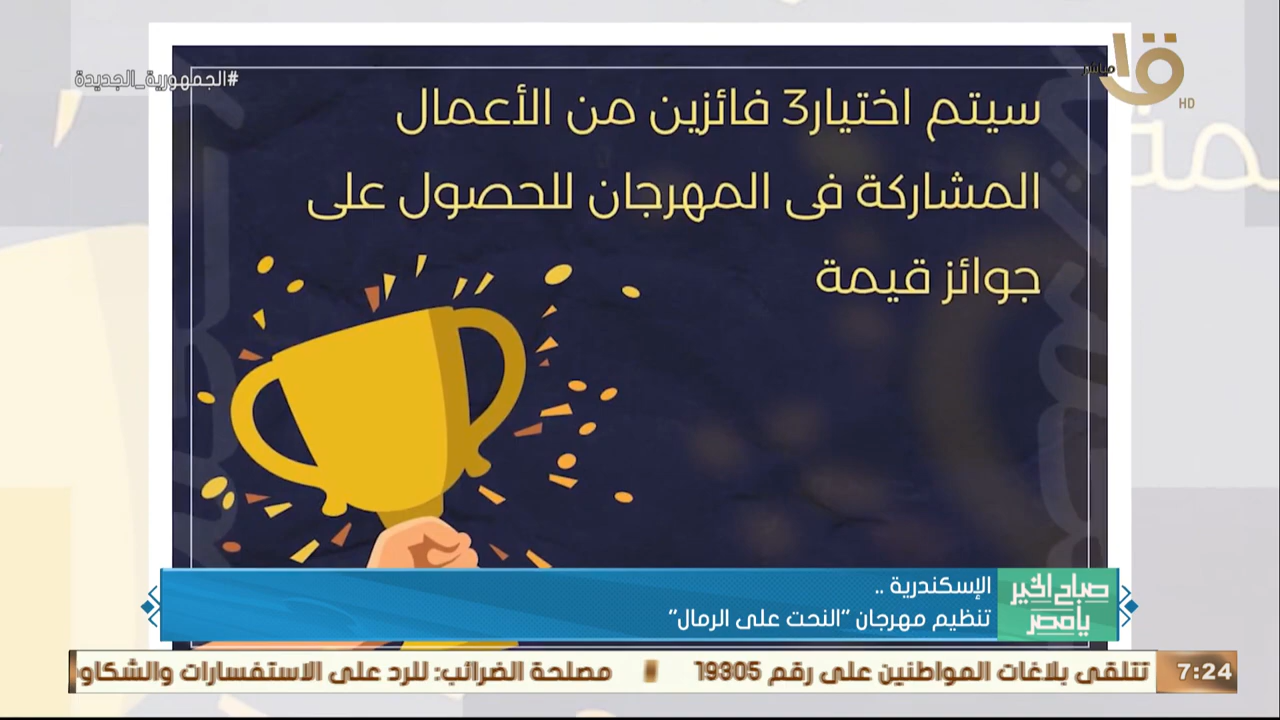 #الجمهورية_الجديدة
مباشر
HD
سيتم اختيار3 فائزين من الأعمال
المشاركة فى المهرجان للحصول على
جوائز قيمة
صباح الخير
يا مصر
الإسكندرية ..
تنظيم مهرجان “النحت على الرمال”
7:24
تتلقى بلاغات المواطنين على رقم 19305
مصلحة الضرائب: للرد على الاستفسارات والشكاو